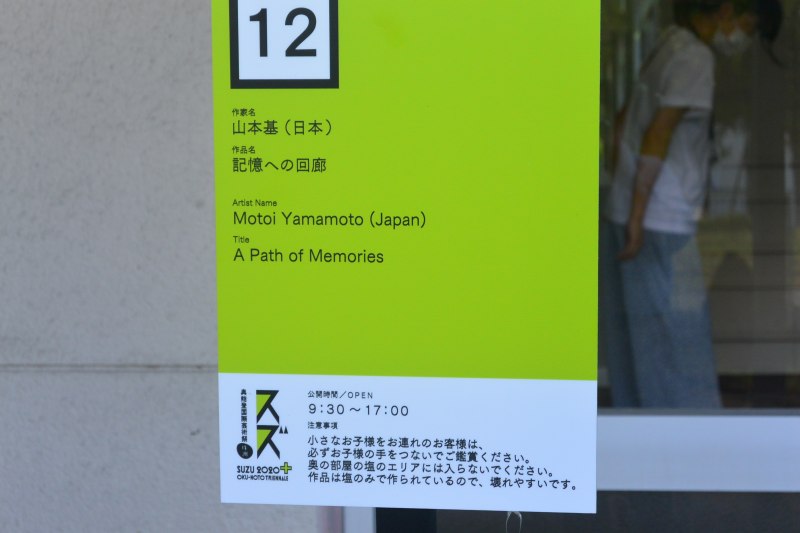 12
作家名
山本基（日本）
作品名
記憶への回廊
Artist Name
Motoi Yamamoto (Japan)
Title
A Path of Memories
奥能登国際芸術祭
珠洲
スズ
SUZU 2020+
OKU-NOTO TRIENNALE
公開時間／OPEN
9:30～17:00
注意事項
小さなお子様をお連れのお客様は、
必ずお子様の手をつないでご鑑賞ください。
奥の部屋の塩のエリアには入らないでください。
作品は塩のみで作られているので、壊れやすいです。